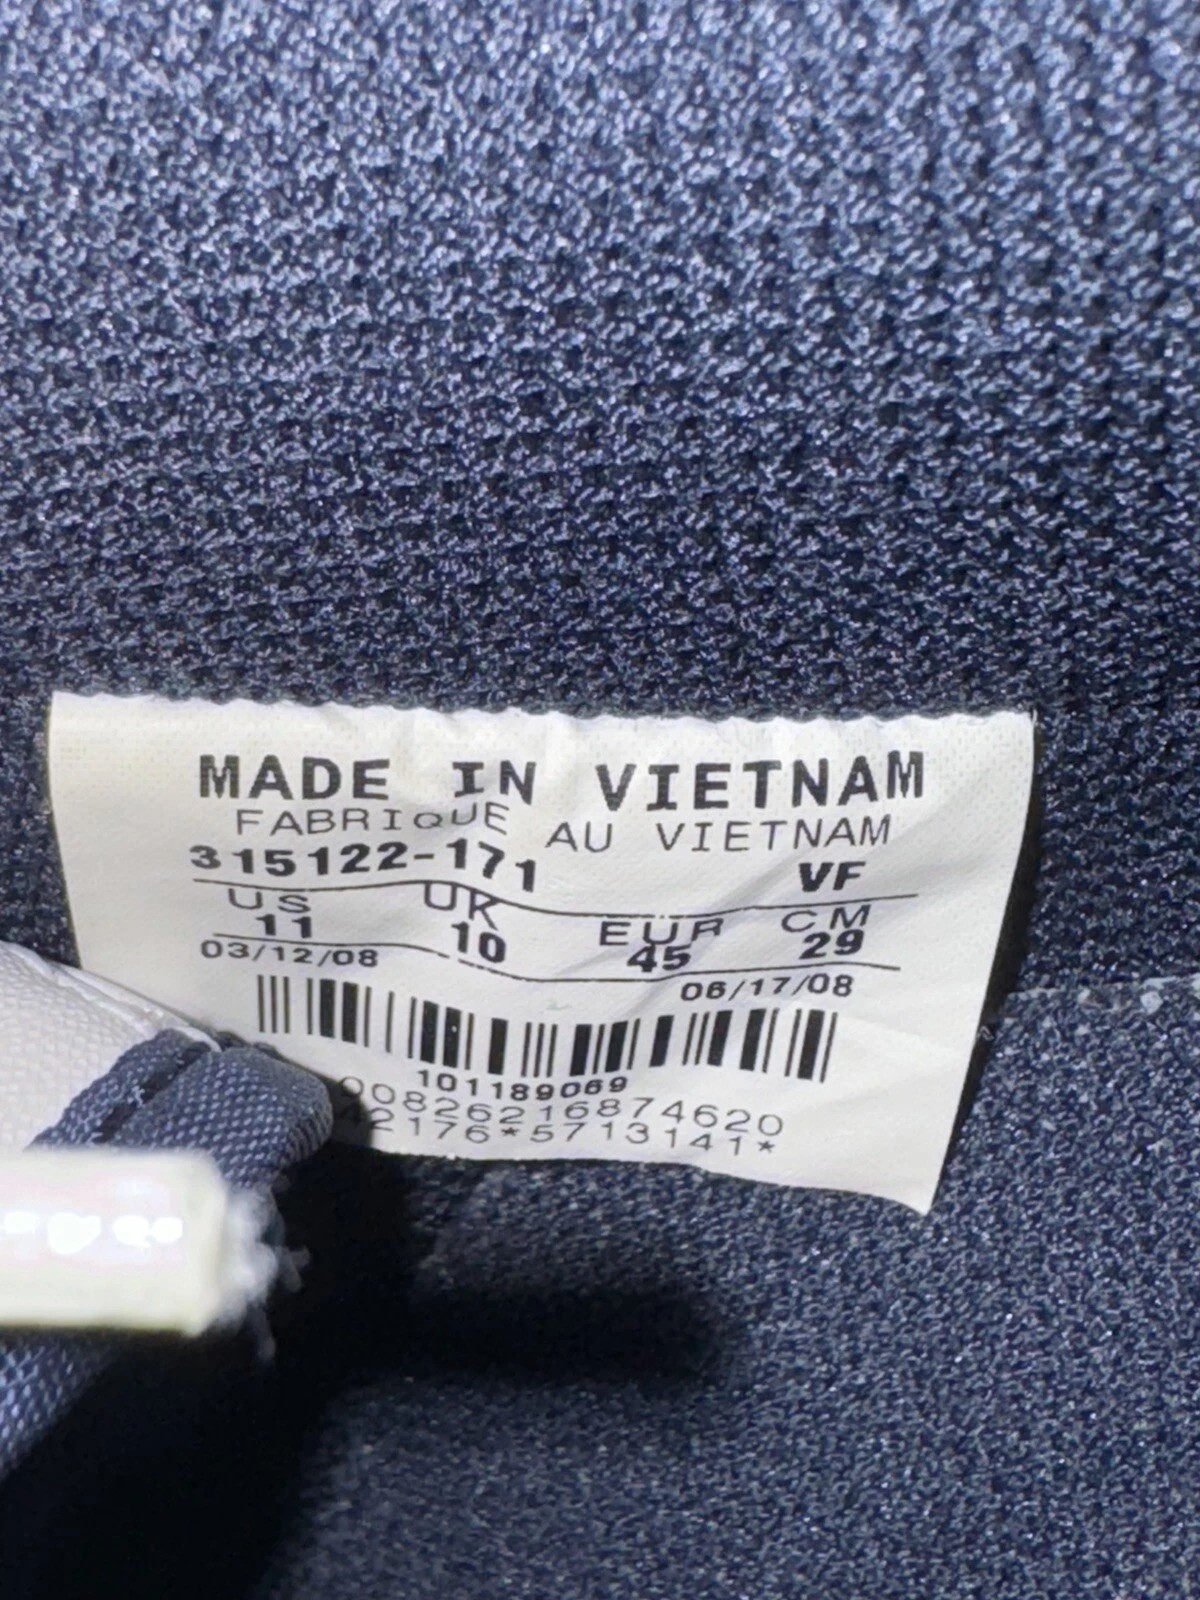 MADE IN VIETNAM
FABRIQUE AU VIETNAM
315122-171 VF
US UK EUR CM
11 10 45 29
03/12/08 06/17/08
101189069
00826216874620
42176*5713141*